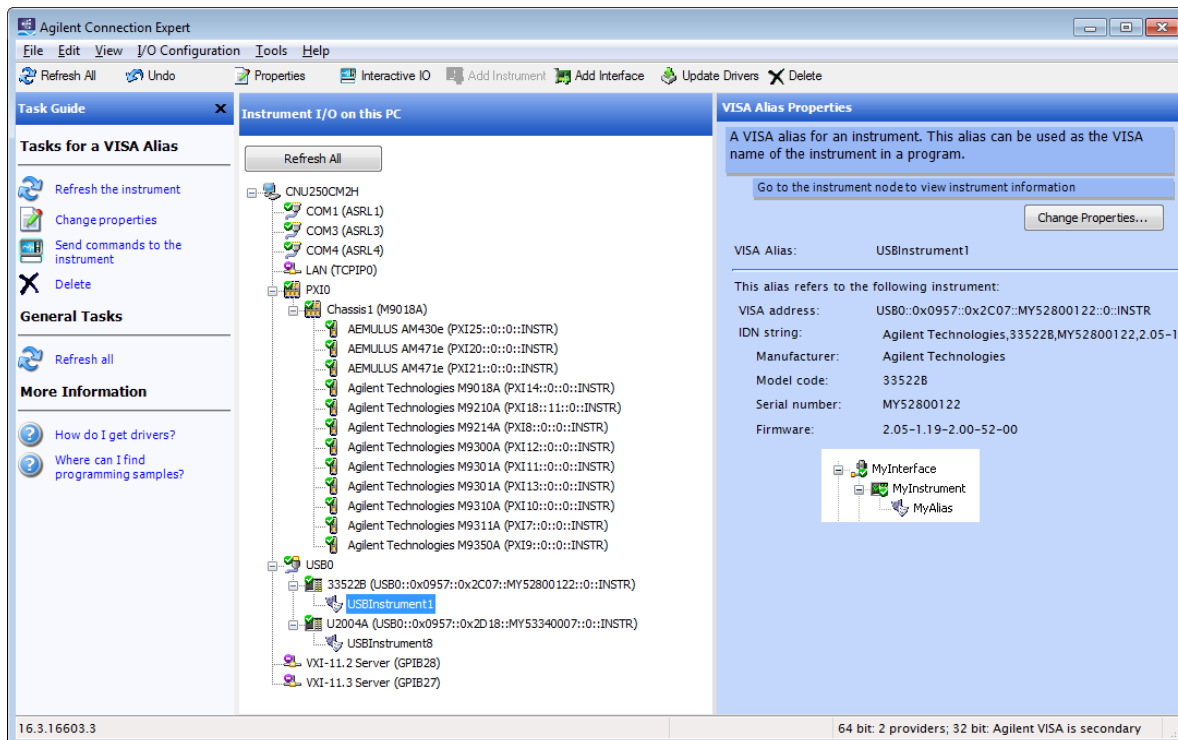 Agilent Connection Expert
File Edit View I/O Configuration Tools Help
Refresh All Undo Properties Interactive IO Add Instrument Add Interface Update Drivers Delete
Task Guide
Tasks for a VISA Alias
Refresh the instrument
Change properties
Send commands to the
instrument
Delete
General Tasks
Refresh all
More Information
How do I get drivers?
Where can I find
programming samples?
Instrument I/O on this PC
Refresh All
CNU250CM2H
COM1 (ASRL1)
COM3 (ASRL3)
COM4 (ASRL4)
LAN (TCPIP0)
PXI0
Chassis1 (M9018A)
AEMULUS AM430e (PXI25::0::0::INSTR)
AEMULUS AM471e (PXI20::0::0::INSTR)
AEMULUS AM471e (PXI21::0::0::INSTR)
Agilent Technologies M9018A (PXI14::0::0::INSTR)
Agilent Technologies M9210A (PXI18::11::0::INSTR)
Agilent Technologies M9214A (PXI8::0::0::INSTR)
Agilent Technologies M9300A (PXI12::0::0::INSTR)
Agilent Technologies M9301A (PXI11::0::0::INSTR)
Agilent Technologies M9301A (PXI13::0::0::INSTR)
Agilent Technologies M9310A (PXI10::0::0::INSTR)
Agilent Technologies M9311A (PXI7::0::0::INSTR)
Agilent Technologies M9350A (PXI9::0::0::INSTR)
USB0
33522B (USB0::0x0957::0x2C07::MY52800122::0::INSTR)
USBInstrument1
U2004A (USB0::0x0957::0x2D18::MY53340007::0::INSTR)
USBInstrument8
VXI-11.2 Server (GPIB28)
VXI-11.3 Server (GPIB27)
VISA Alias Properties
A VISA alias for an instrument. This alias can be used as the VISA
name of the instrument in a program.
Go to the instrument node to view instrument information
Change Properties...
VISA Alias: USBInstrument1
This alias refers to the following instrument:
VISA address: USB0::0x0957::0x2C07::MY52800122::0::INSTR
IDN string: Agilent Technologies,33522B,MY52800122,2.05-1
Manufacturer: Agilent Technologies
Model code: 33522B
Serial number: MY52800122
Firmware: 2.05-1.19-2.00-52-00
MyInterface
MyInstrument
MyAlias
16.3.16603.3
64 bit: 2 providers; 32 bit: Agilent VISA is secondary